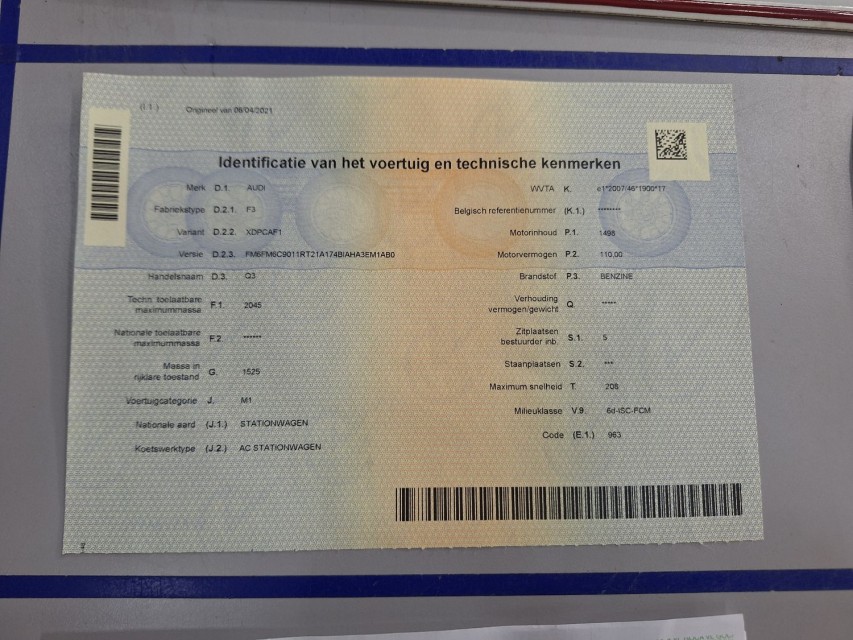 (I.1.) Origineel van 06/04/2021
Identificatie van het voertuig en technische kenmerken
Merk D.1. AUDI
Fabriekstype D.2.1. F3
Variant D.2.2. XDPCAF1
Versie D.2.3. FM6FM6C9011RT21A174BIAHA3EM1AB0
Handelsnaam D.3. Q3
Techn. toelaatbare
maximummassa F.1. 2045
Nationale toelaatbare
maximummassa F.2. ******
Massa in
rijklare toestand G. 1525
Voertuigcategorie J. M1
Nationale aard (J.1.) STATIONWAGEN
Koetswerktype (J.2.) AC STATIONWAGEN
WVTA K. e1*2007/46*1900*17
Belgisch referentienummer (K.1.) ********
Motorinhoud P.1. 1498
Motorvermogen P.2. 110,00
Brandstof P.3. BENZINE
Verhouding
vermogen/gewicht Q *****
Zitplaatsen
bestuurder inb. S.1. 5
Staanplaatsen S.2. ***
Maximum snelheid T. 208
Milieuklasse V.9. 6d-ISC-FCM
Code (E.1.) 963